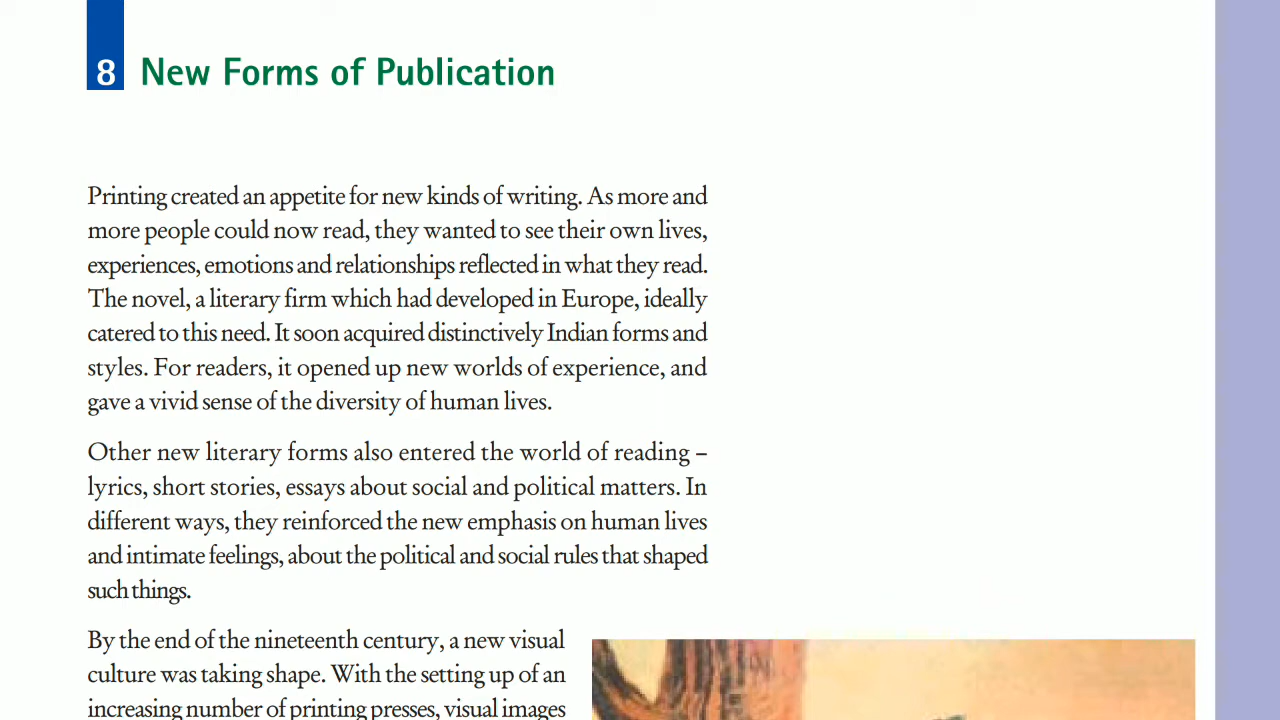 8 New Forms of Publication
Printing created an appetite for new kinds of writing. As more and
more people could now read, they wanted to see their own lives,
experiences, emotions and relationships reflected in what they read.
The novel, a literary firm which had developed in Europe, ideally
catered to this need. It soon acquired distinctively Indian forms and
styles. For readers, it opened up new worlds of experience, and
gave a vivid sense of the diversity of human lives.
Other new literary forms also entered the world of reading –
lyrics, short stories, essays about social and political matters. In
different ways, they reinforced the new emphasis on human lives
and intimate feelings, about the political and social rules that shaped
such things.
By the end of the nineteenth century, a new visual
culture was taking shape. With the setting up of an
increasing number of printing presses, visual images